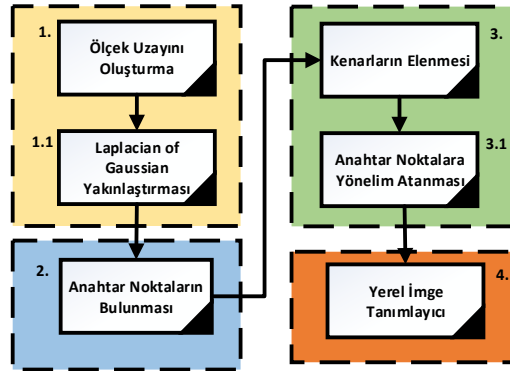 1.
Ölçek Uzayını
Oluşturma
1.1
Laplacian of
Gaussian
Yakınlaştırması
2.
Anahtar Noktaların
Bulunması
3.
Kenarların Elenmesi
3.1
Anahtar Noktalara
Yönelim Atanması
4.
Yerel İmge
Tanımlayıcı